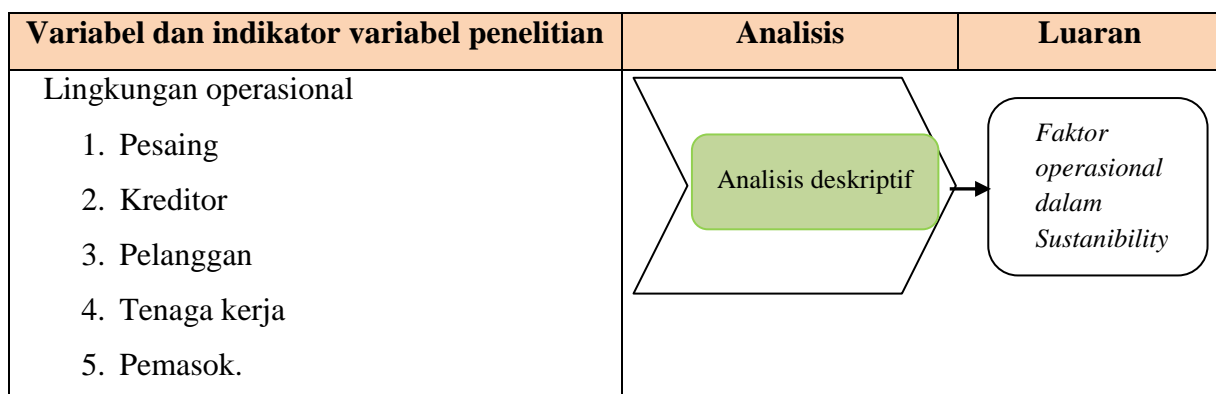 Variabel dan indikator variabel penelitian
Analisis
Luaran
Lingkungan operasional
1. Pesaing
2. Kreditor
3. Pelanggan
4. Tenaga kerja
5. Pemasok.
Analisis deskriptif
Faktor
operasional
dalam
Sustanibility